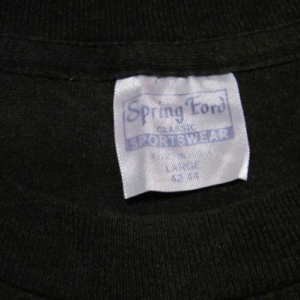 Spring Ford
CLASSIC
SPORTSWEAR
LARGE
42-44